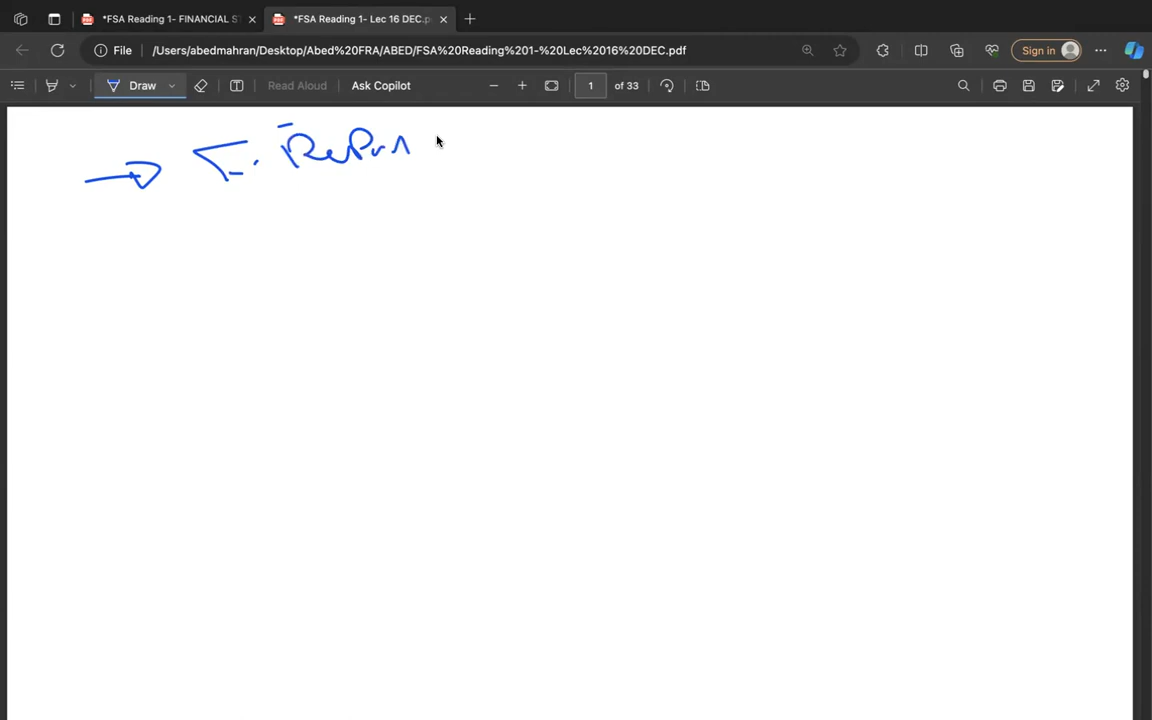 *FSA Reading 1- FINANCIAL S
*FSA Reading 1- Lec 16 DEC.p
File
/Users/abedmahran/Desktop/Abed%20FRA/ABED/FSA%20Reading%201-%20Lec%2016%20DEC.pdf
Sign in
Draw
Read Aloud
Ask Copilot
1 of 33